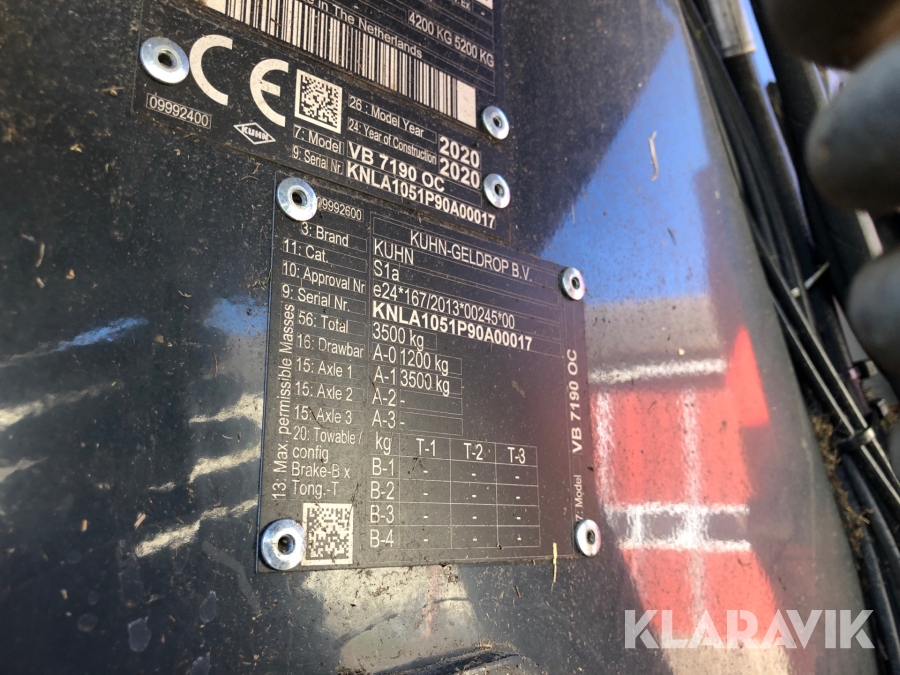 4200 KG 5200 KG
in The Netherlands
CE
09992400
KUHN
26: Model Year 2020
24: Year of Construction 2020
7: Model VB 7190 OC
9: Serial Nr. KNLA1051P90A00017
09992600
KUHN-GELDROP B.V.
3: Brand KUHN
11: Cat. S1a
10: Approval Nr e24*167/2013*00245*00
9: Serial Nr KNLA1051P90A00017
13: Max. permissible Masses
56: Total 3500 kg
16: Drawbar A-0 1200 kg
15: Axle 1 A-1 3500 kg
15: Axle 2 A-2 -
15: Axle 3 A-3 -
20: Towable / config
Brake-B x Tong.-T
kg T-1 T-2 T-3
B-1 - - -
B-2 - - -
B-3 - - -
B-4 - - -
7: Model VB 7190 OC
KLARAVIK